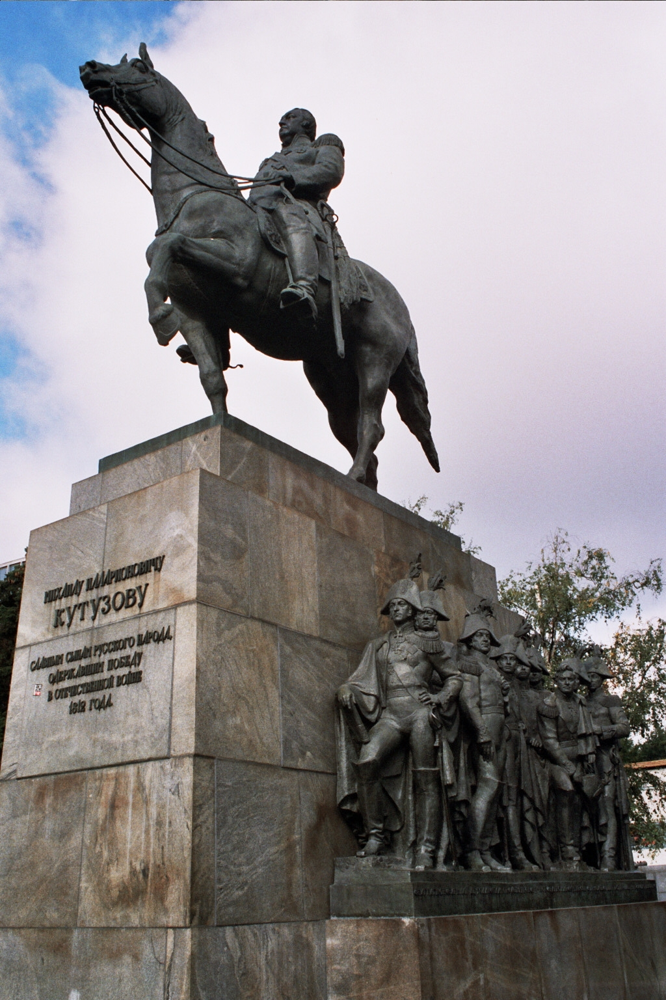 МИХАИЛУ ИЛЛАРИОНОВИЧУ
КУТУЗОВУ
СЛАВНЫМ СЫНАМ РУССКОГО НАРОДА,
ОДЕРЖАВШИМ ПОБЕДУ
В ОТЕЧЕСТВЕННОЙ ВОЙНЕ
1812 ГОДА